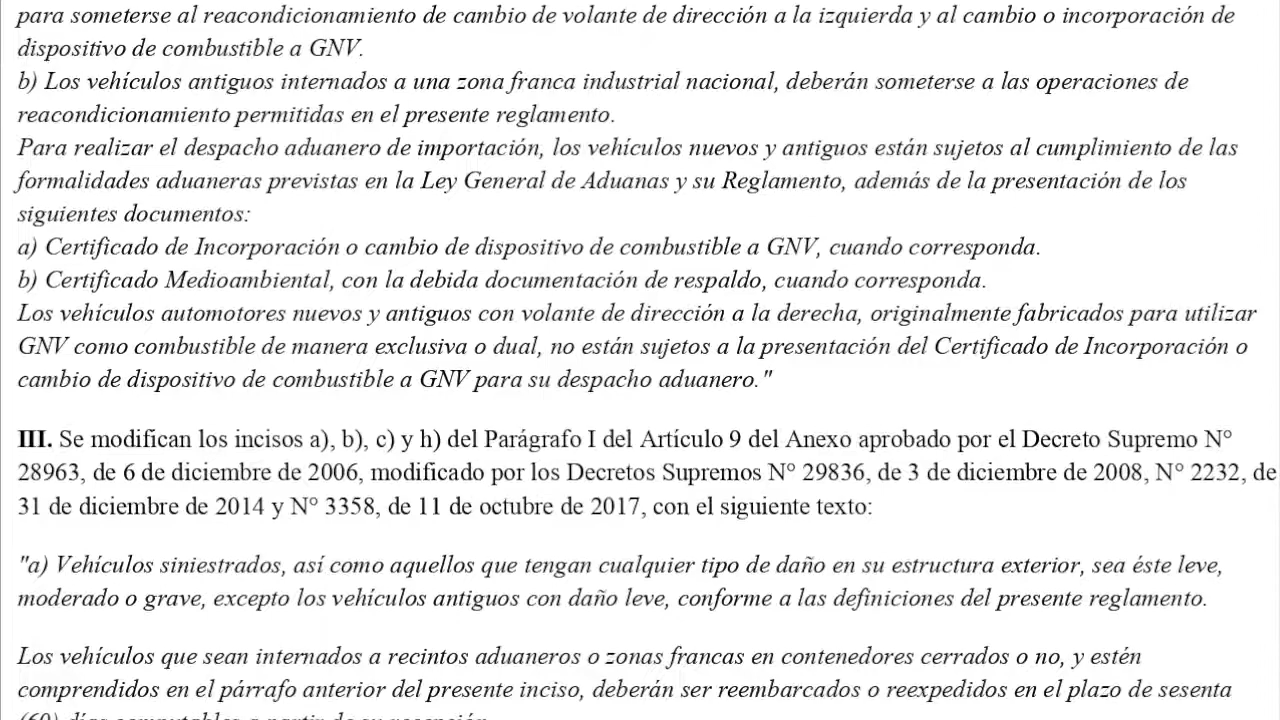 para someterse al reacondicionamiento de cambio de volante de dirección a la izquierda y al cambio o incorporación de
dispositivo de combustible a GNV.
b) Los vehículos antiguos internados a una zona franca industrial nacional, deberán someterse a las operaciones de
reacondicionamiento permitidas en el presente reglamento.
Para realizar el despacho aduanero de importación, los vehículos nuevos y antiguos están sujetos al cumplimiento de las
formalidades aduaneras previstas en la Ley General de Aduanas y su Reglamento, además de la presentación de los
siguientes documentos:
a) Certificado de Incorporación o cambio de dispositivo de combustible a GNV, cuando corresponda.
b) Certificado Medioambiental, con la debida documentación de respaldo, cuando corresponda.
Los vehículos automotores nuevos y antiguos con volante de dirección a la derecha, originalmente fabricados para utilizar
GNV como combustible de manera exclusiva o dual, no están sujetos a la presentación del Certificado de Incorporación o
cambio de dispositivo de combustible a GNV para su despacho aduanero."
III. Se modifican los incisos a), b), c) y h) del Parágrafo I del Artículo 9 del Anexo aprobado por el Decreto Supremo N°
28963, de 6 de diciembre de 2006, modificado por los Decretos Supremos N° 29836, de 3 de diciembre de 2008, N° 2232, de
31 de diciembre de 2014 y N° 3358, de 11 de octubre de 2017, con el siguiente texto:
"a) Vehículos siniestrados, así como aquellos que tengan cualquier tipo de daño en su estructura exterior, sea éste leve,
moderado o grave, excepto los vehículos antiguos con daño leve, conforme a las definiciones del presente reglamento.
Los vehículos que sean internados a recintos aduaneros o zonas francas en contenedores cerrados o no, y estén
comprendidos en el párrafo anterior del presente inciso, deberán ser reembarcados o reexpedidos en el plazo de sesenta
(60) días computables a partir de su recepción